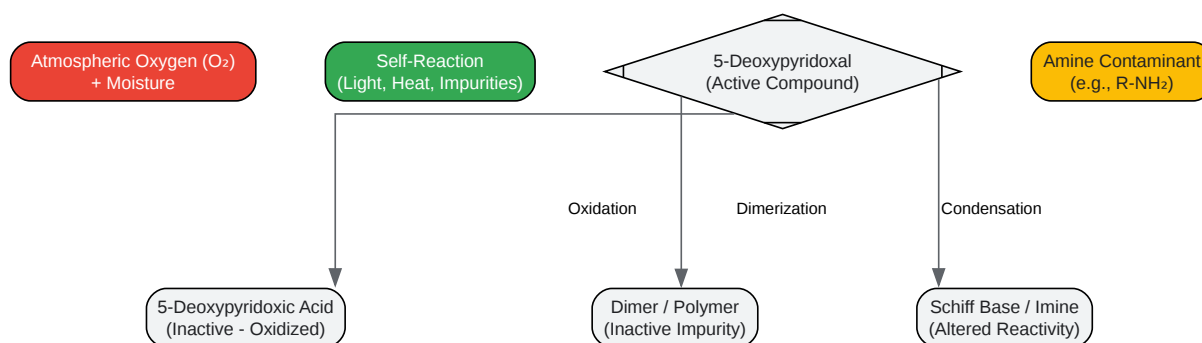 Atmospheric Oxygen (O₂)
+ Moisture
Self-Reaction
(Light, Heat, Impurities)
5-Deoxypyridoxal
(Active Compound)
Amine Contaminant
(e.g., R-NH₂)
Oxidation
Dimerization
Condensation
5-Deoxypyridoxic Acid
(Inactive - Oxidized)
Dimer / Polymer
(Inactive Impurity)
Schiff Base / Imine
(Altered Reactivity)